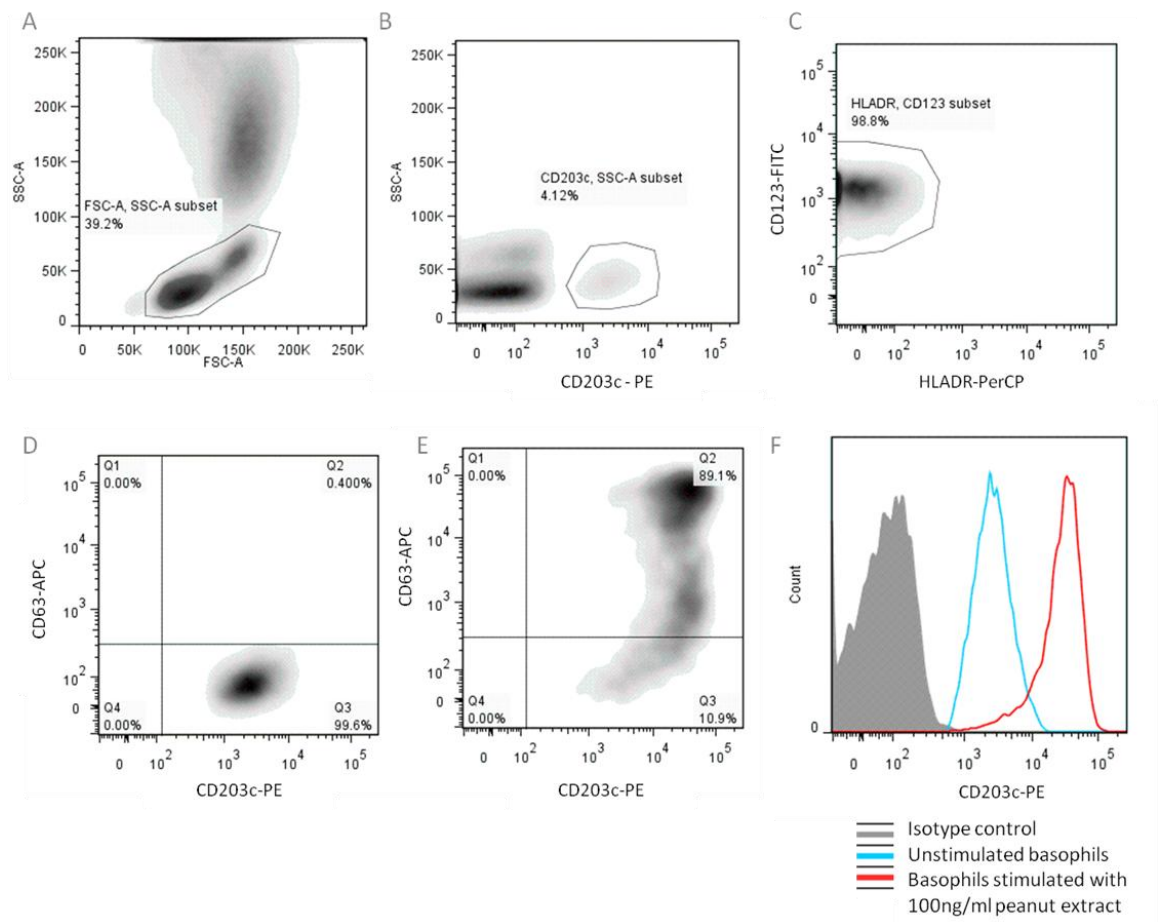 A
250K
200K
150K
100K
50K
0
SSC-A
FSC-A, SSC-A subset
39.2%
0 50K 100K 150K 200K 250K
FSC-A
B
250K
200K
150K
100K
50K
0
SSC-A
CD203c, SSC-A subset
4.12%
0 10^2 10^3 10^4 10^5
CD203c - PE
C
10^5
10^4
10^3
10^2
0
CD123-FITC
HLADR, CD123 subset
98.8%
0 10^2 10^3 10^4 10^5
HLADR-PerCP
D
Q1
0.00%
Q2
0.400%
10^5
10^4
10^3
10^2
0
CD63-APC
Q4
0.00%
Q3
99.6%
0 10^2 10^3 10^4 10^5
CD203c-PE
E
Q1
0.00%
Q2
89.1%
10^5
10^4
10^3
10^2
0
CD63-APC
Q4
0.00%
Q3
10.9%
0 10^2 10^3 10^4 10^5
CD203c-PE
F
Count
0
0 10^2 10^3 10^4 10^5
CD203c-PE
Isotype control
Unstimulated basophils
Basophils stimulated with
100ng/ml peanut extract